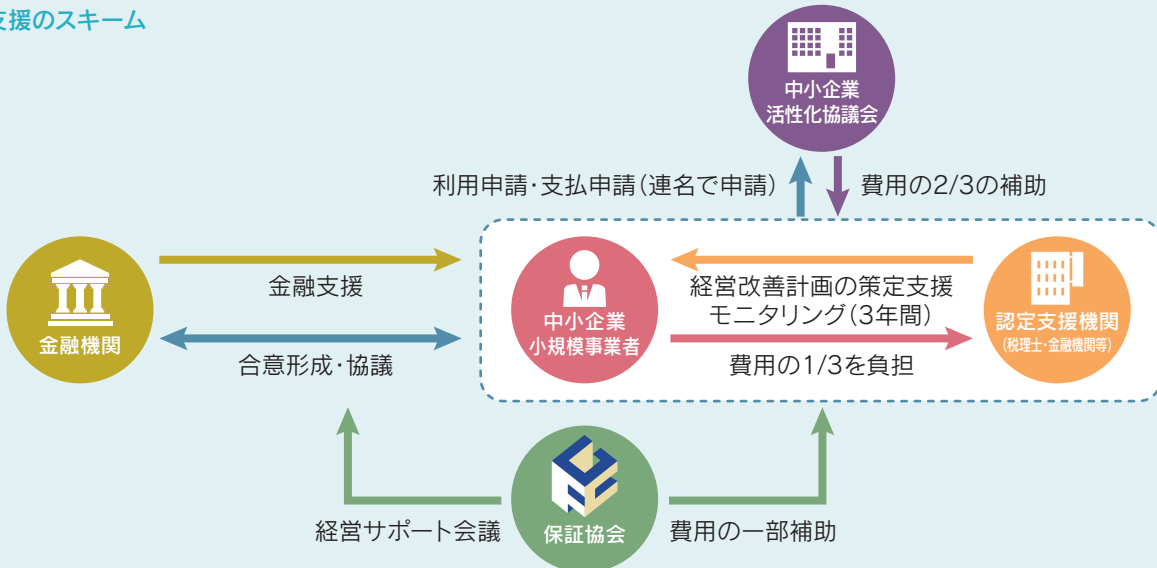 支援のスキーム
中小企業
活性化協議会
利用申請・支払申請（連名で申請）
費用の2/3の補助
金融機関
金融支援
合意形成・協議
中小企業
小規模事業者
経営改善計画の策定支援
モニタリング（3年間）
費用の1/3を負担
認定支援機関
（税理士・金融機関等）
経営サポート会議
保証協会
費用の一部補助